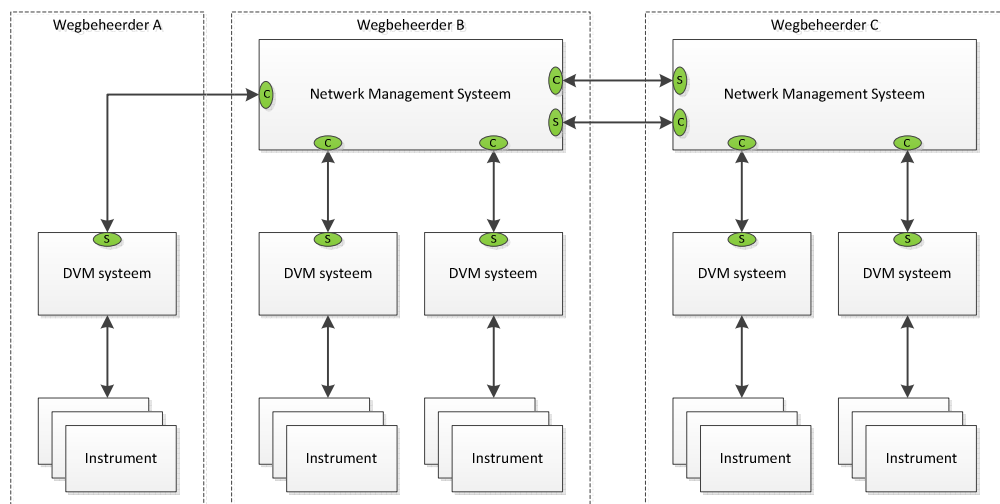 Wegbeheerder A
Wegbeheerder B
Wegbeheerder C
C
Netwerk Management Systeem
C
S
C
C
S
C
Netwerk Management Systeem
C
C
S
DVM systeem
S
DVM systeem
S
DVM systeem
S
DVM systeem
S
DVM systeem
Instrument
Instrument
Instrument
Instrument
Instrument